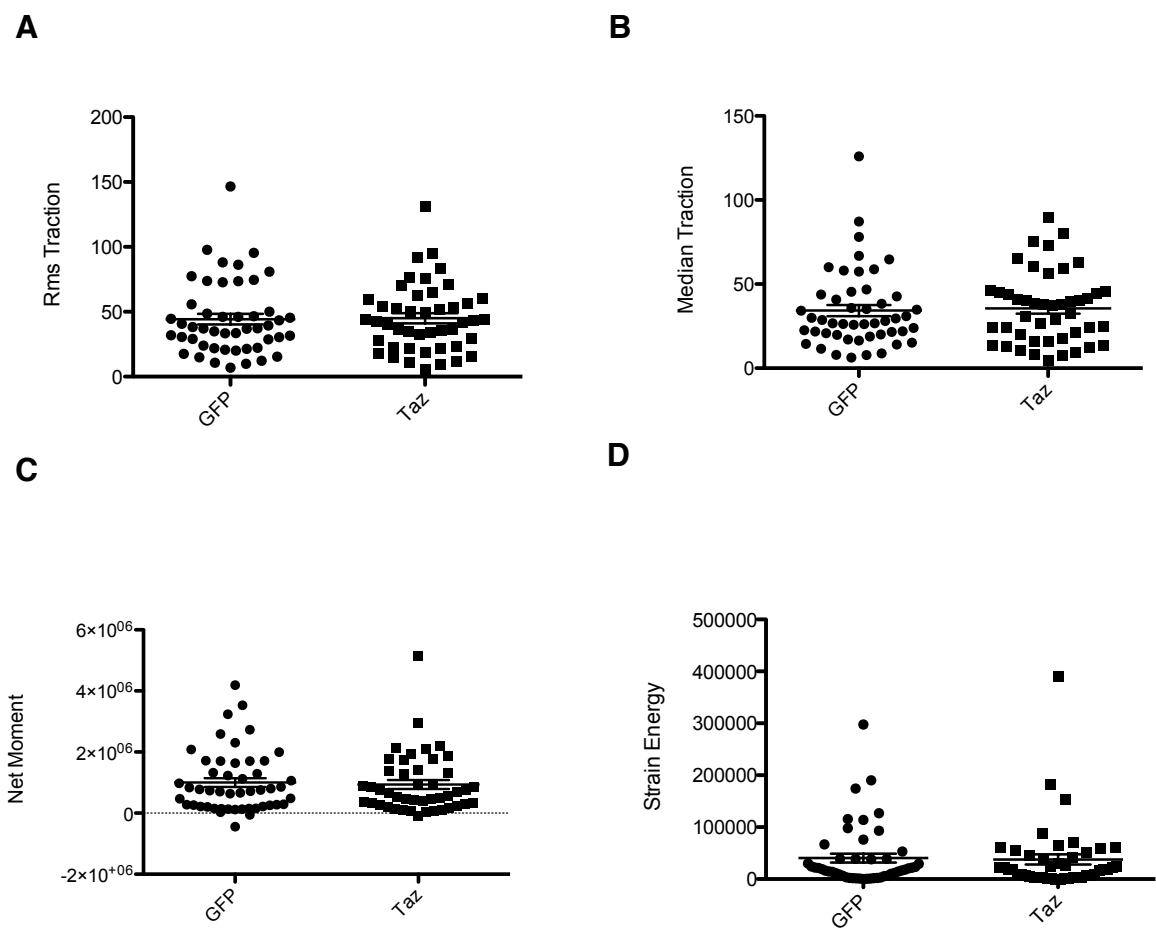 A
B
200
150
100
50
0
Rms Traction
GFP
Taz
150
100
50
0
Median Traction
GFP
Taz
C
D
6×10⁰⁶
4×10⁰⁶
2×10⁰⁶
0
-2×10⁺⁰⁶
Net Moment
GFP
Taz
500000
400000
300000
200000
100000
0
Strain Energy
GFP
Taz